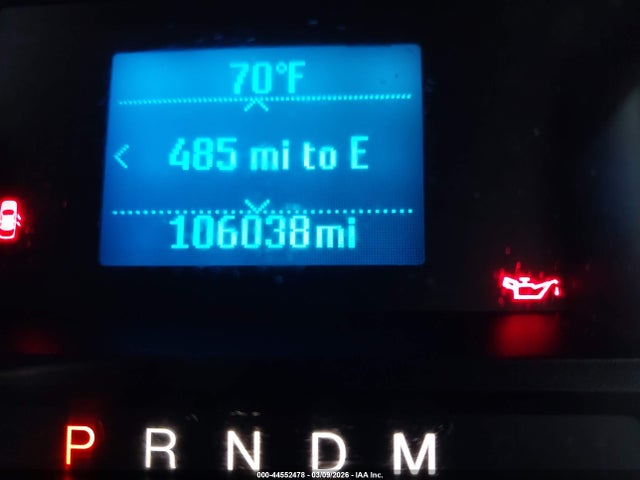 70°F
485 mi to E
106038mi
P R N D M
000-44552478 - 03/09/2026 - © IAA Inc.